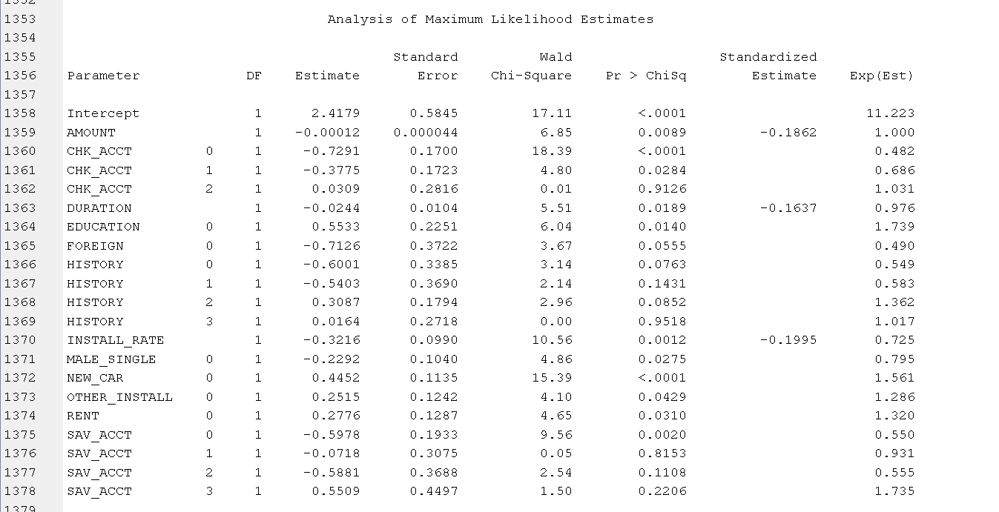 1352
1353 Analysis of Maximum Likelihood Estimates
1354
1355 Standard Wald Standardized
1356 Parameter DF Estimate Error Chi-Square Pr > ChiSq Estimate Exp(Est)
1357
1358 Intercept 1 2.4179 0.5845 17.11 <.0001 11.223
1359 AMOUNT 1 -0.00012 0.000044 6.85 0.0089 -0.1862 1.000
1360 CHK_ACCT 0 1 -0.7291 0.1700 18.39 <.0001 0.482
1361 CHK_ACCT 1 1 -0.3775 0.1723 4.80 0.0284 0.686
1362 CHK_ACCT 2 1 0.0309 0.2816 0.01 0.9126 1.031
1363 DURATION 1 -0.0244 0.0104 5.51 0.0189 -0.1637 0.976
1364 EDUCATION 0 1 0.5533 0.2251 6.04 0.0140 1.739
1365 FOREIGN 0 1 -0.7126 0.3722 3.67 0.0555 0.490
1366 HISTORY 0 1 -0.6001 0.3385 3.14 0.0763 0.549
1367 HISTORY 1 1 -0.5403 0.3690 2.14 0.1431 0.583
1368 HISTORY 2 1 0.3087 0.1794 2.96 0.0852 1.362
1369 HISTORY 3 1 0.0164 0.2718 0.00 0.9518 1.017
1370 INSTALL_RATE 1 -0.3216 0.0990 10.56 0.0012 -0.1995 0.725
1371 MALE_SINGLE 0 1 -0.2292 0.1040 4.86 0.0275 0.795
1372 NEW_CAR 0 1 0.4452 0.1135 15.39 <.0001 1.561
1373 OTHER_INSTALL 0 1 0.2515 0.1242 4.10 0.0429 1.286
1374 RENT 0 1 0.2776 0.1287 4.65 0.0310 1.320
1375 SAV_ACCT 0 1 -0.5978 0.1933 9.56 0.0020 0.550
1376 SAV_ACCT 1 1 -0.0718 0.3075 0.05 0.8153 0.931
1377 SAV_ACCT 2 1 -0.5881 0.3688 2.54 0.1108 0.555
1378 SAV_ACCT 3 1 0.5509 0.4497 1.50 0.2206 1.735
1379